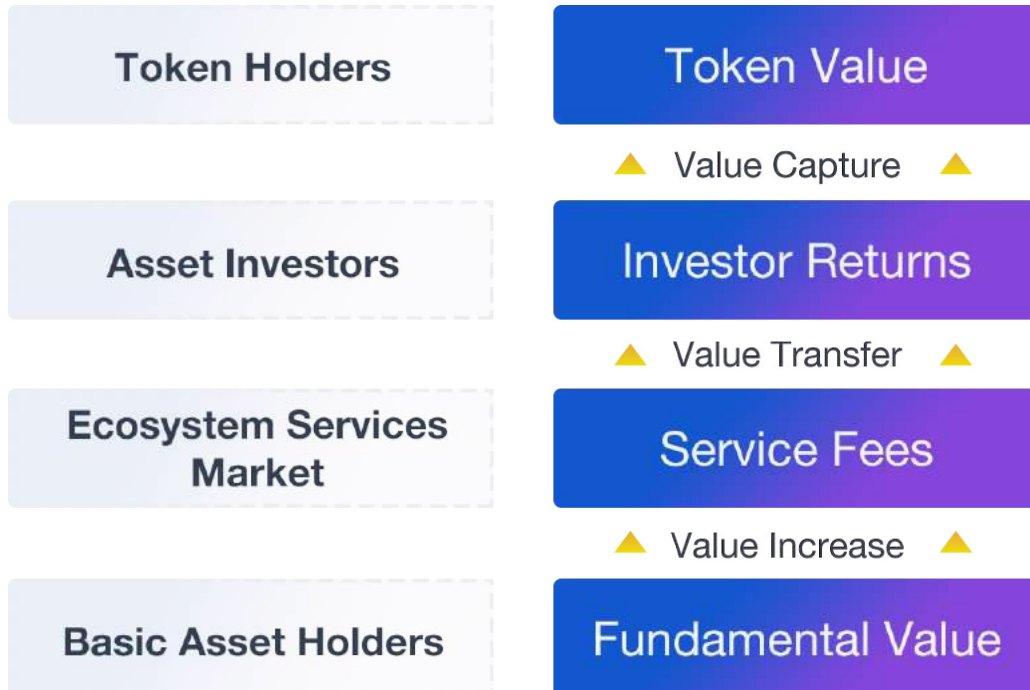 Token Holders
Token Value
Value Capture
Asset Investors
Investor Returns
Value Transfer
Ecosystem Services
Market
Service Fees
Value Increase
Basic Asset Holders
Fundamental Value